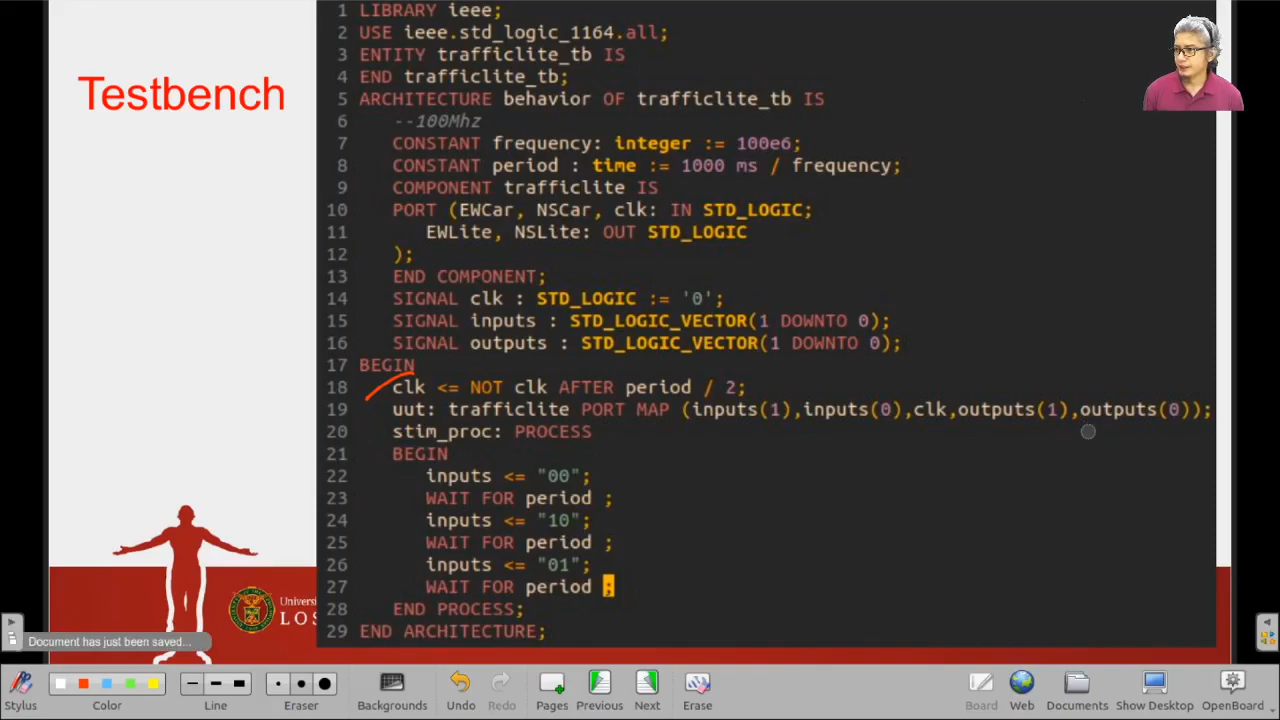 Testbench
1 LIBRARY ieee;
2 USE ieee.std_logic_1164.all;
3 ENTITY trafficlite_tb IS
4 END trafficlite_tb;
5 ARCHITECTURE behavior OF trafficlite_tb IS
6 --100Mhz
7 CONSTANT frequency: integer := 100e6;
8 CONSTANT period : time := 1000 ms / frequency;
9 COMPONENT trafficlite IS
10 PORT (EWCar, NSCar, clk: IN STD_LOGIC;
11 EWLite, NSLite: OUT STD_LOGIC
12 );
13 END COMPONENT;
14 SIGNAL clk : STD_LOGIC := '0';
15 SIGNAL inputs : STD_LOGIC_VECTOR(1 DOWNTO 0);
16 SIGNAL outputs : STD_LOGIC_VECTOR(1 DOWNTO 0);
17 BEGIN
18 clk <= NOT clk AFTER period / 2;
19 uut: trafficlite PORT MAP (inputs(1),inputs(0),clk,outputs(1),outputs(0));
20 stim_proc: PROCESS
21 BEGIN
22 inputs <= "00";
23 WAIT FOR period ;
24 inputs <= "10";
25 WAIT FOR period ;
26 inputs <= "01";
27 WAIT FOR period ;
28 END PROCESS;
29 END ARCHITECTURE;
Document has just been saved...
Stylus
Color
Line
Eraser
Backgrounds
Undo
Redo
Pages
Previous
Next
Erase
Board
Web
Documents
Show Desktop
OpenBoard